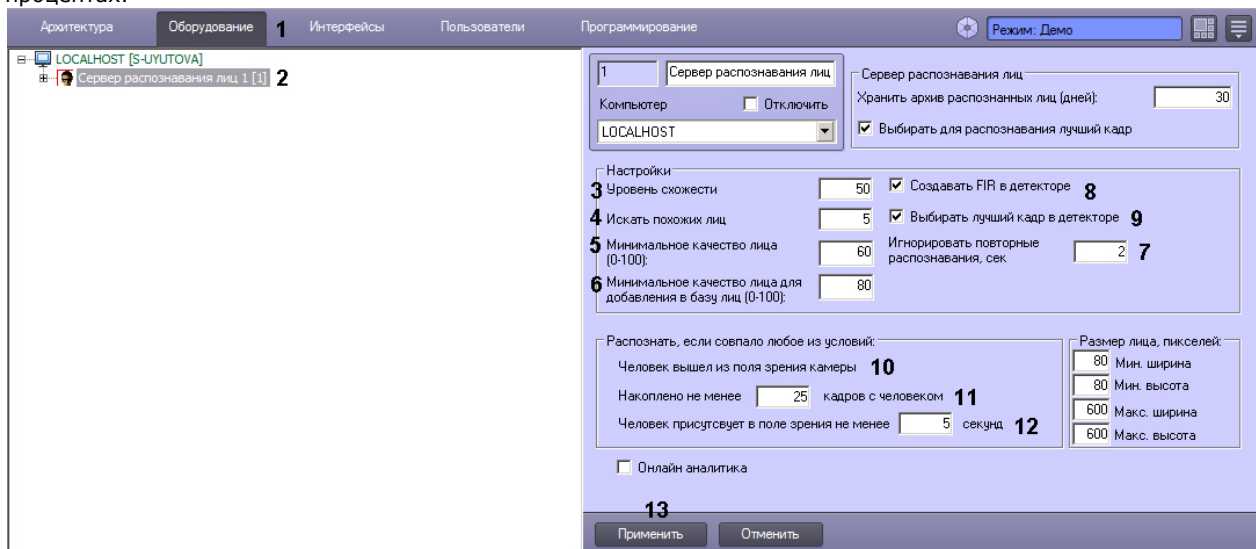 процентах.
Архитектура Оборудование 1 Интерфейсы Пользователи Программирование Режим: Демо
LOCALHOST [S-UYUTOVA]
Сервер распознавания лиц 1 [1] 2
1 Сервер распознавания лиц
Компьютер Отключить
LOCALHOST
Сервер распознавания лиц
Хранить архив распознанных лиц (дней): 30
Выбирать для распознавания лучший кадр
Настройки
3 Уровень схожести 50 Создавать FIR в детекторе 8
4 Искать похожих лиц 5 Выбирать лучший кадр в детекторе 9
5 Минимальное качество лица
(0-100): 60
Игнорировать повторные
распознавания, сек 2 7
6 Минимальное качество лица для
добавления в базу лиц (0-100): 80
Распознать, если совпало любое из условий:
Человек вышел из поля зрения камеры 10
Накоплено не менее 25 кадров с человеком 11
Человек присутсвует в поле зрения не менее 5 секунд 12
Размер лица, пикселей:
80 Мин. ширина
80 Мин. высота
600 Макс. ширина
600 Макс. высота
Онлайн аналитика
13
Применить Отменить